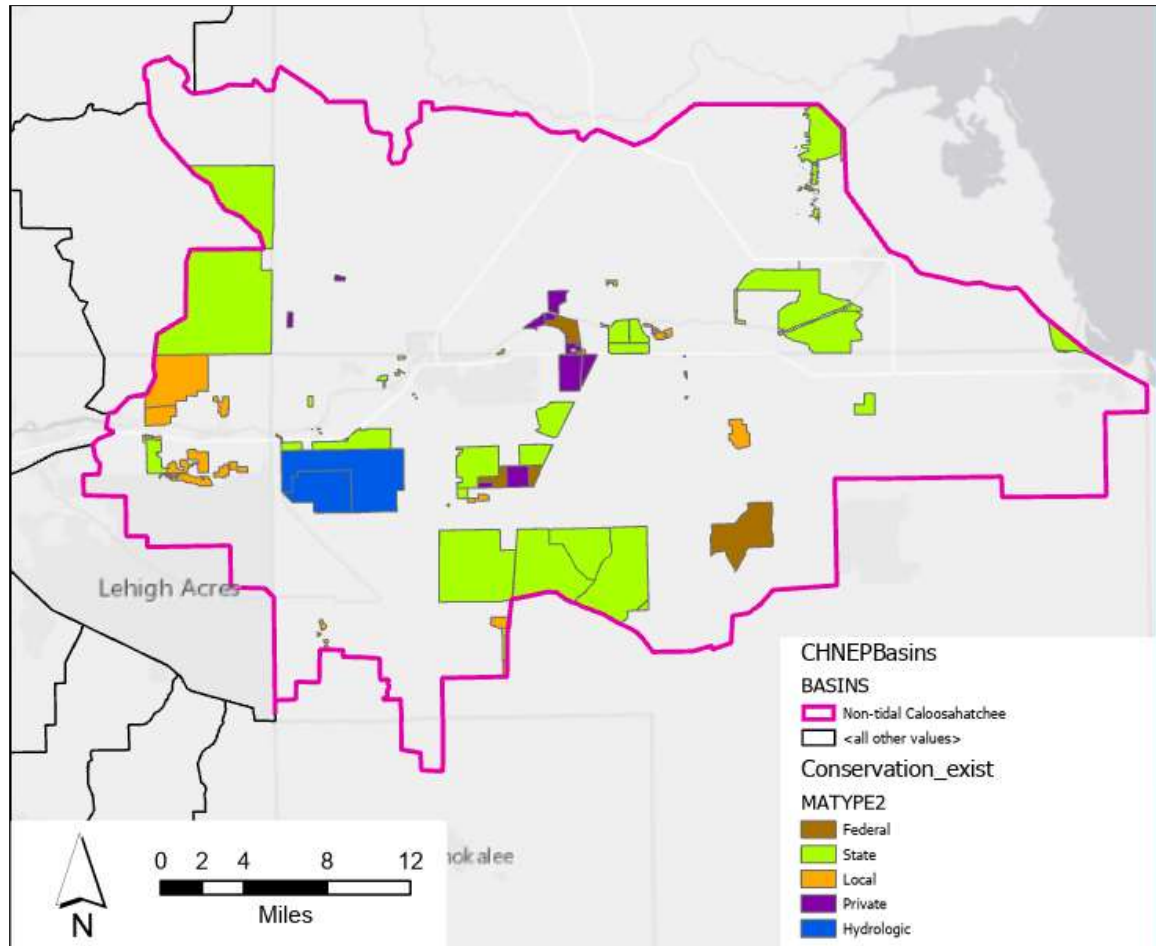 Lehigh Acres
CHNEPBasins
BASINS
Non-tidal Caloosahatchee
<all other values>
Conservation_exist
MATYPE2
Federal
State
Local
Private
Hydrologic
0 2 4 8 12
Miles
N
nokalee